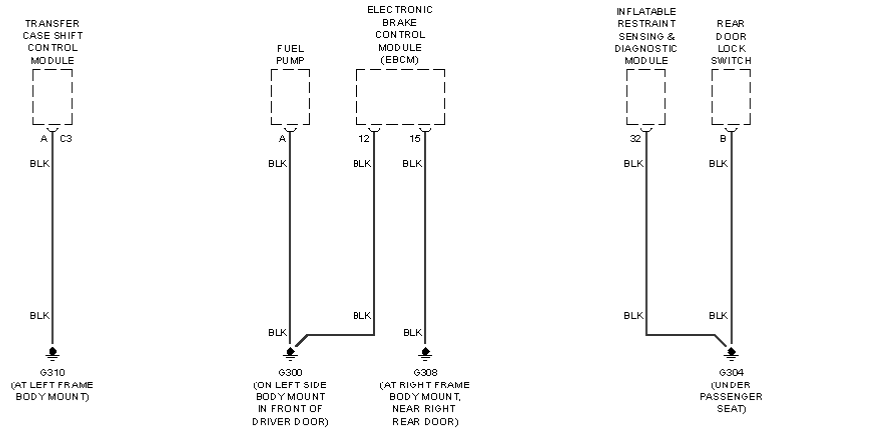 TRANSFER
CASE SHIFT
CONTROL
MODULE
FUEL
PUMP
ELECTRONIC
BRAKE
CONTROL
MODULE
(EBCM)
INFLATABLE
RESTRAINT
SENSING &
DIAGNOSTIC
MODULE
REAR
DOOR
LOCK
SWITCH
A C3
A
12
15
32
B
BLK
BLK
BLK
BLK
BLK
BLK
BLK
BLK
BLK
BLK
BLK
BLK
G310
(AT LEFT FRAME
BODY MOUNT)
G300
(ON LEFT SIDE
BODY MOUNT
IN FRONT OF
DRIVER DOOR)
G308
(AT RIGHT FRAME
BODY MOUNT,
NEAR RIGHT
REAR DOOR)
G304
(UNDER
PASSENGER
SEAT)